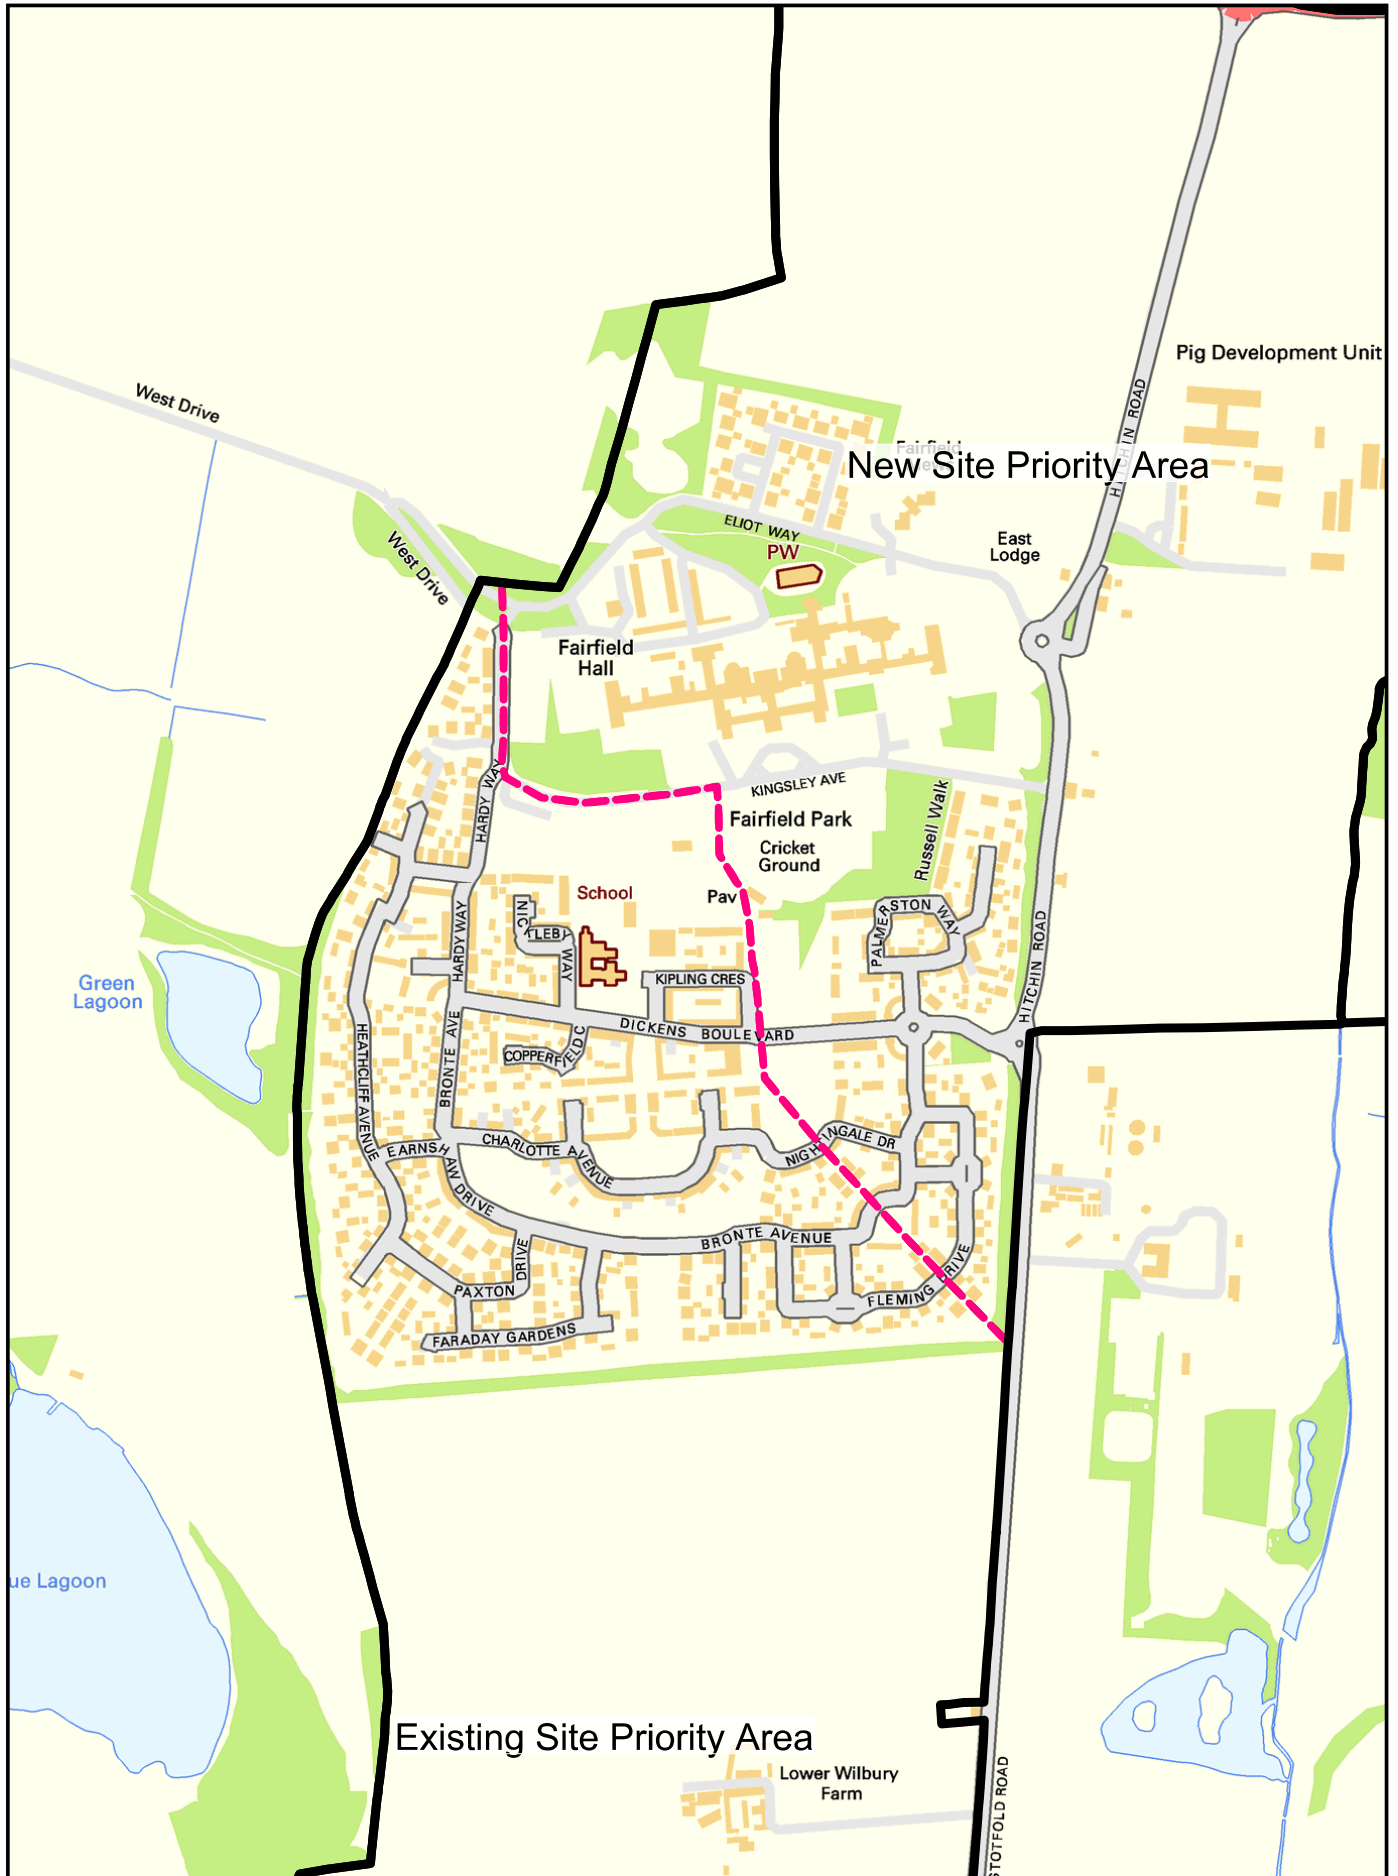 Pig Development Unit
West Drive
HITCHIN ROAD
Fairfield
New Site Priority Area
ELIOT WAY
PW
East
Lodge
West Drive
Fairfield
Hall
HARDY WAY
KINGSLEY AVE
Russell Walk
Fairfield Park
Cricket
Ground
School
Pav
NICKLEBY
WAY
PALMERSTON WAY
HARDY WAY
HITCHIN ROAD
KIPLING CRES
Green
Lagoon
DICKENS BOULEVARD
BRONTE AVE
HEATHCLIFF AVENUE
COPPERFIELD C
EARNSHAW DRIVE
CHARLOTTE AVENUE
NIGHTINGALE DR
BRONTE AVENUE
PAXTON DRIVE
FLEMING DRIVE
FARADAY GARDENS
ue Lagoon
Existing Site Priority Area
Lower Wilbury
Farm
STOTFOLD ROAD